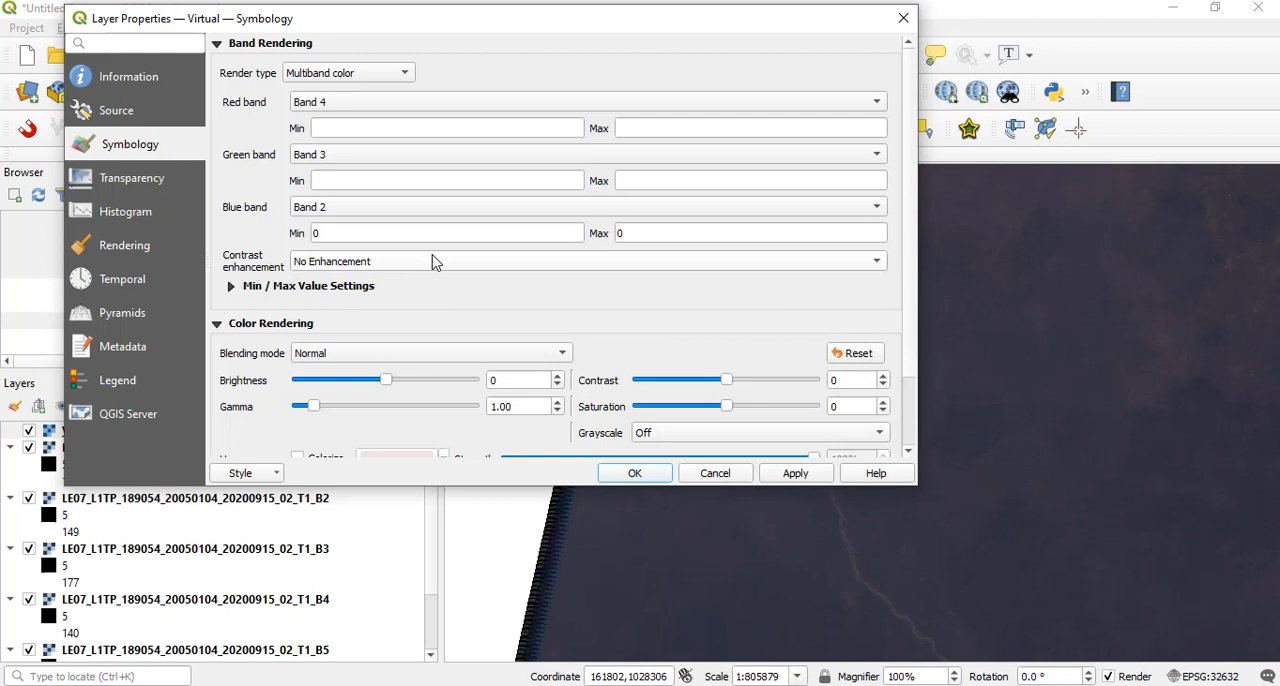 *Untitle
Layer Properties — Virtual — Symbology
Project
Information
Source
Symbology
Transparency
Histogram
Rendering
Temporal
Pyramids
Metadata
Legend
QGIS Server
Band Rendering
Render type Multiband color
Red band Band 4
Min Max
Green band Band 3
Min Max
Blue band Band 2
Min 0 Max 0
Contrast
enhancement No Enhancement
Min / Max Value Settings
Color Rendering
Blending mode Normal Reset
Brightness 0 Contrast 0
Gamma 1.00 Saturation 0
Grayscale Off
Style OK Cancel Apply Help
Browser
Layers
LE07_L1TP_189054_20050104_20200915_02_T1_B2
5
149
LE07_L1TP_189054_20050104_20200915_02_T1_B3
5
177
LE07_L1TP_189054_20050104_20200915_02_T1_B4
5
140
LE07_L1TP_189054_20050104_20200915_02_T1_B5
Type to locate (Ctrl+K) Coordinate 161802,1028306 Scale 1:805879 Magnifier 100% Rotation 0.0 ° Render EPSG:32632